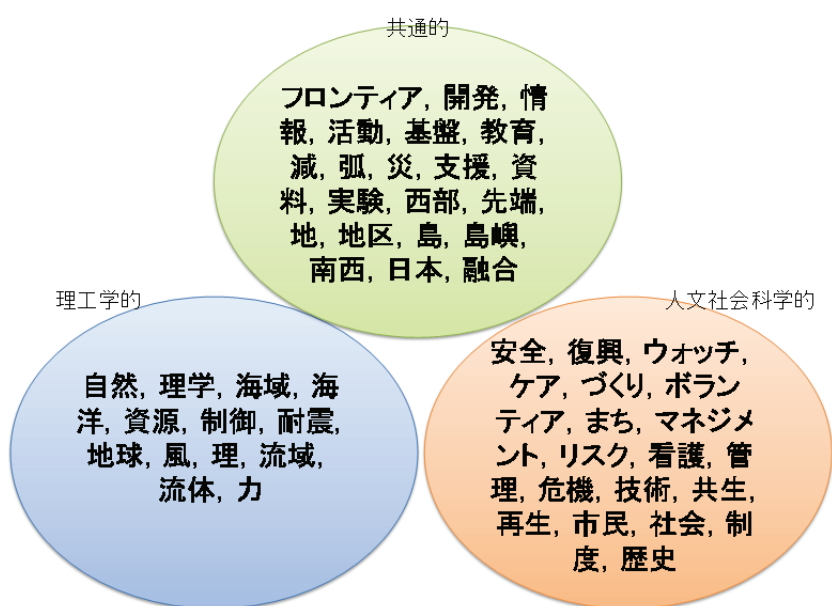 共通的
フロンティア, 開発, 情
報, 活動, 基盤, 教育,
減, 弧, 災, 支援, 資
料, 実験, 西部, 先端,
地, 地区, 島, 島嶼,
南西, 日本, 融合
理工学的
自然, 理学, 海域, 海
洋, 資源, 制御, 耐震,
地球, 風, 理, 流域,
流体, 力
人文社会科学的
安全, 復興, ウォッチ,
ケア, づくり, ボラン
ティア, まち, マネジメ
ント, リスク, 看護, 管
理, 危機, 技術, 共生,
再生, 市民, 社会, 制
度, 歴史